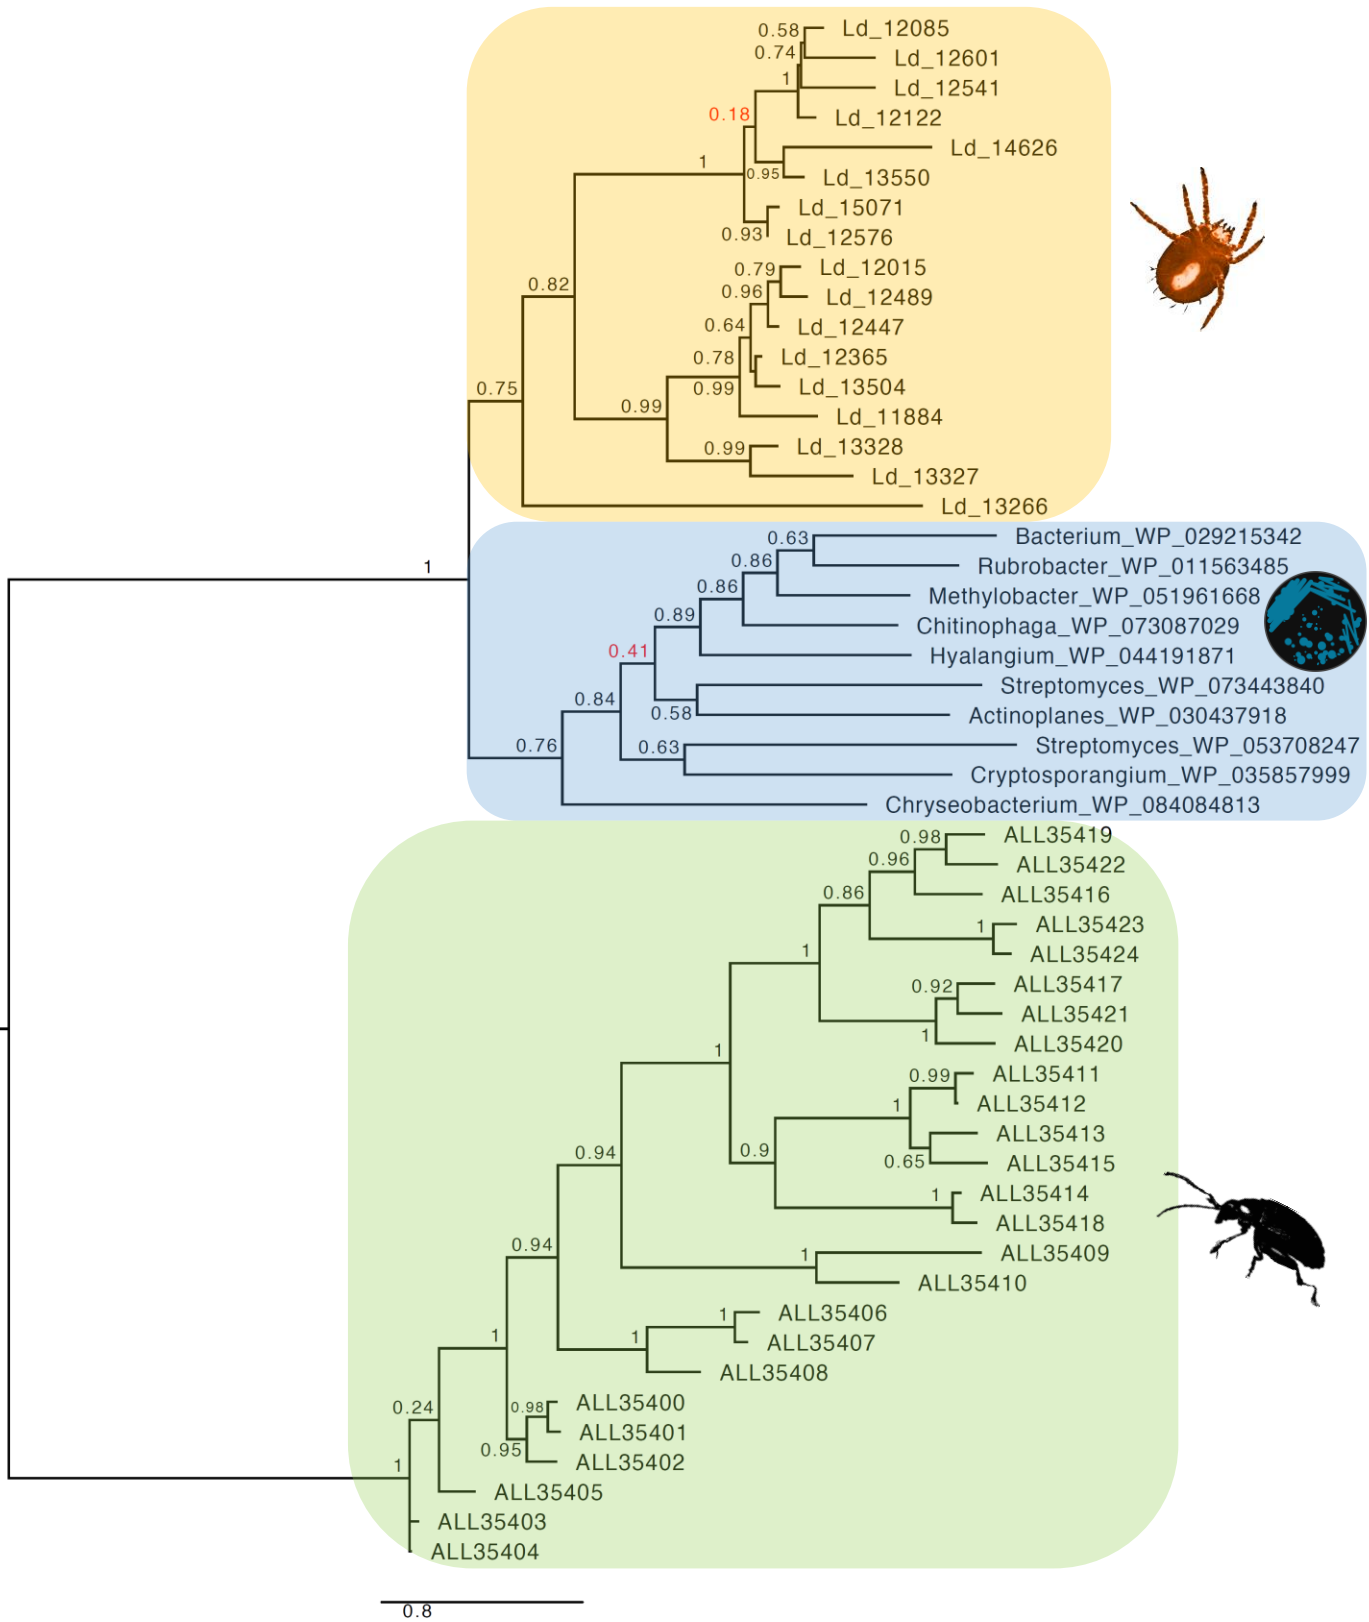 0.58 Ld_12085
0.74 Ld_12601
1 Ld_12541
0.18 Ld_12122
Ld_14626
1 0.95 Ld_13550
Ld_15071
0.93 Ld_12576
0.79 Ld_12015
0.82 0.96 Ld_12489
0.64 Ld_12447
0.78 Ld_12365
0.75 0.99 Ld_13504
0.99 Ld_11884
0.99 Ld_13328
Ld_13327
Ld_13266
0.63 Bacterium_WP_029215342
1 0.86 Rubrobacter_WP_011563485
0.86 Methylobacter_WP_051961668
0.89 Chitinophaga_WP_073087029
0.41 Hyalangium_WP_044191871
Streptomyces_WP_073443840
0.84 0.58 Actinoplanes_WP_030437918
0.76 0.63 Streptomyces_WP_053708247
Cryptosporangium_WP_035857999
Chryseobacterium_WP_084084813
0.98 ALL35419
0.96 ALL35422
0.86 ALL35416
1 ALL35423
1 ALL35424
0.92 ALL35417
ALL35421
1 1 ALL35420
0.99 ALL35411
1 ALL35412
ALL35413
0.94 0.9 0.65 ALL35415
1 ALL35414
ALL35418
0.94 1 ALL35409
ALL35410
1 ALL35406
1 1 ALL35407
ALL35408
0.24 0.98 ALL35400
ALL35401
0.95 ALL35402
1 ALL35405
ALL35403
ALL35404
0.8